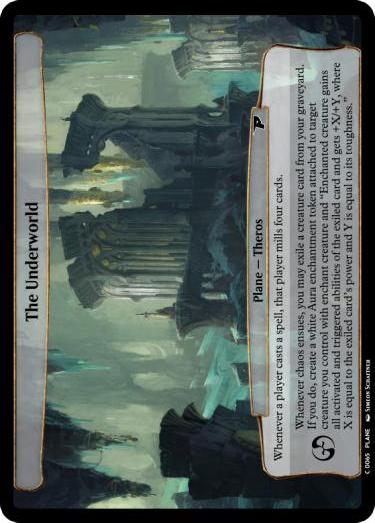 The Underworld
Plane — Theros
Whenever a player casts a spell, that player mills four cards.
Whenever chaos ensues, you may exile a creature card from your graveyard.
If you do, create a white Aura enchantment token attached to target
creature you control with enchant creature and “Enchanted creature gains
all activated and triggered abilities of the exiled card and gets +X/+Y, where
X is equal to the exiled card’s power and Y is equal to its toughness.”
C 0065 PLANE Simeon Schaffner